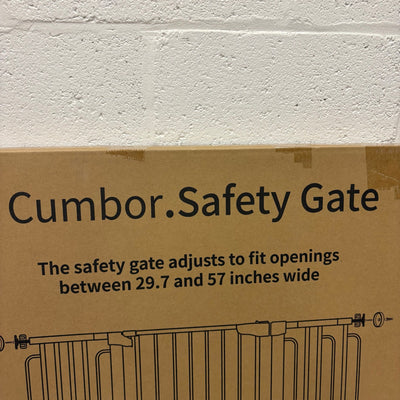 Cumbor.Safety Gate
The safety gate adjusts to fit openings
between 29.7 and 57 inches wide